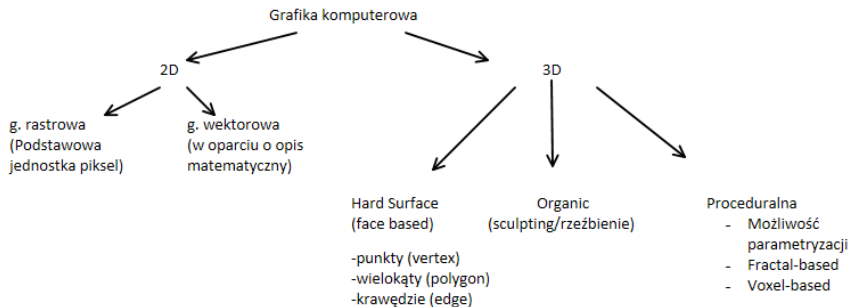 Grafika komputerowa
2D
3D
g. rastrowa
(Podstawowa
jednostka piksel)
g. wektorowa
(w oparciu o opis
matematyczny)
Hard Surface
(face based)
-punkty (vertex)
-wielokąty (polygon)
-krawędzie (edge)
Organic
(sculpting/rzeźbienie)
Proceduralna
- Możliwość
parametryzacji
- Fractal-based
- Voxel-based